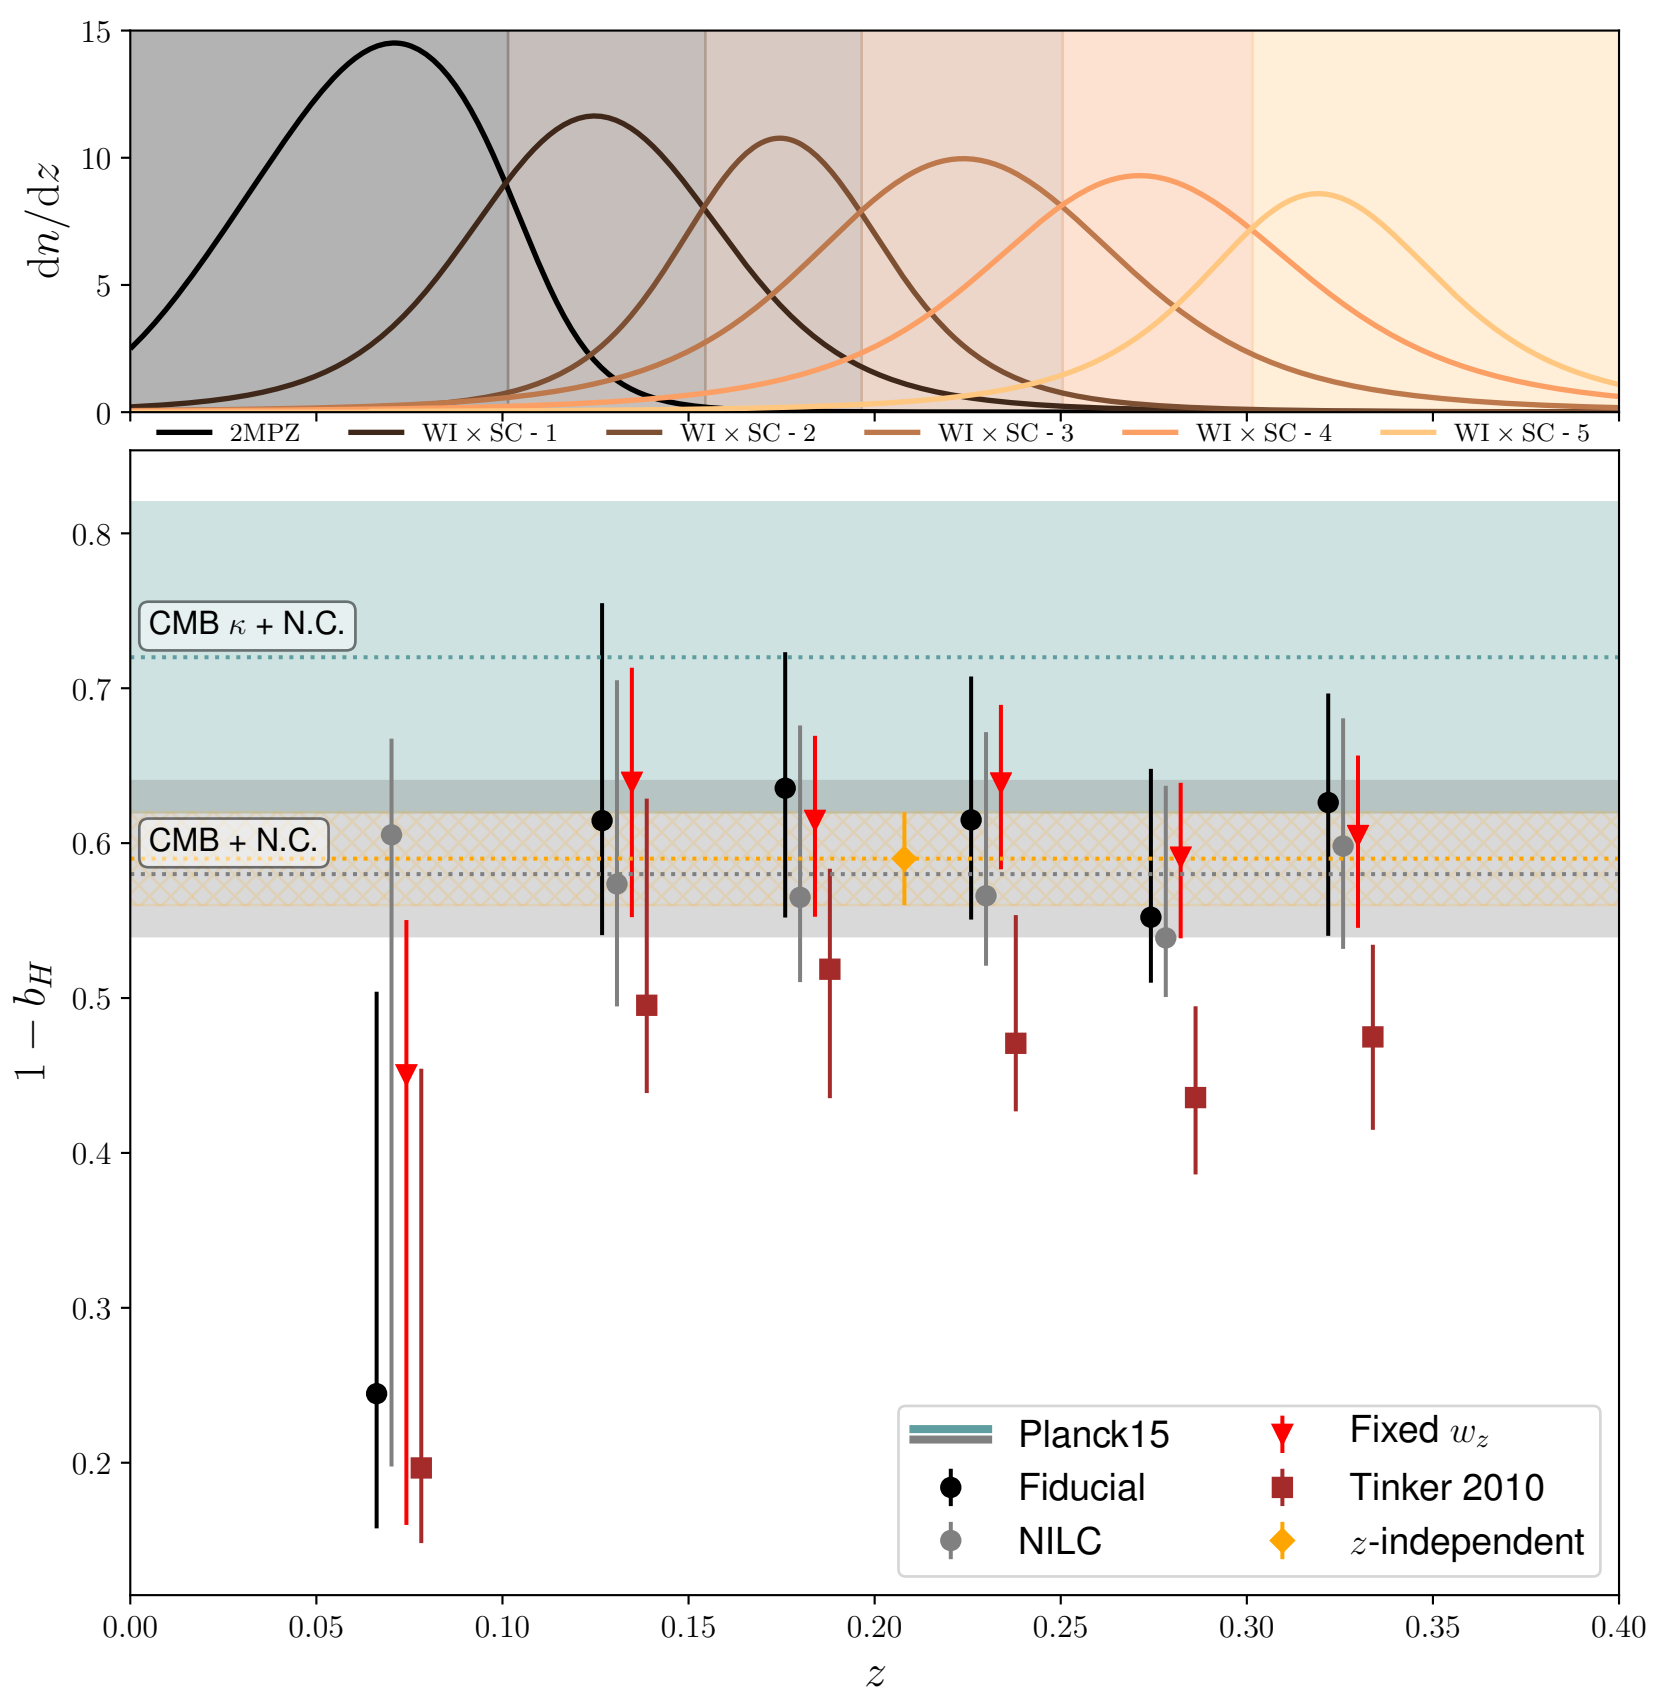 15
10
5
0
dn/dz
2MPZ WI × SC - 1 WI × SC - 2 WI × SC - 3 WI × SC - 4 WI × SC - 5
0.8
0.7
0.6
0.5
0.4
0.3
0.2
1 − b_H
CMB κ + N.C.
CMB + N.C.
Planck15 Fixed w_z
Fiducial Tinker 2010
NILC z-independent
0.00 0.05 0.10 0.15 0.20 0.25 0.30 0.35 0.40
z